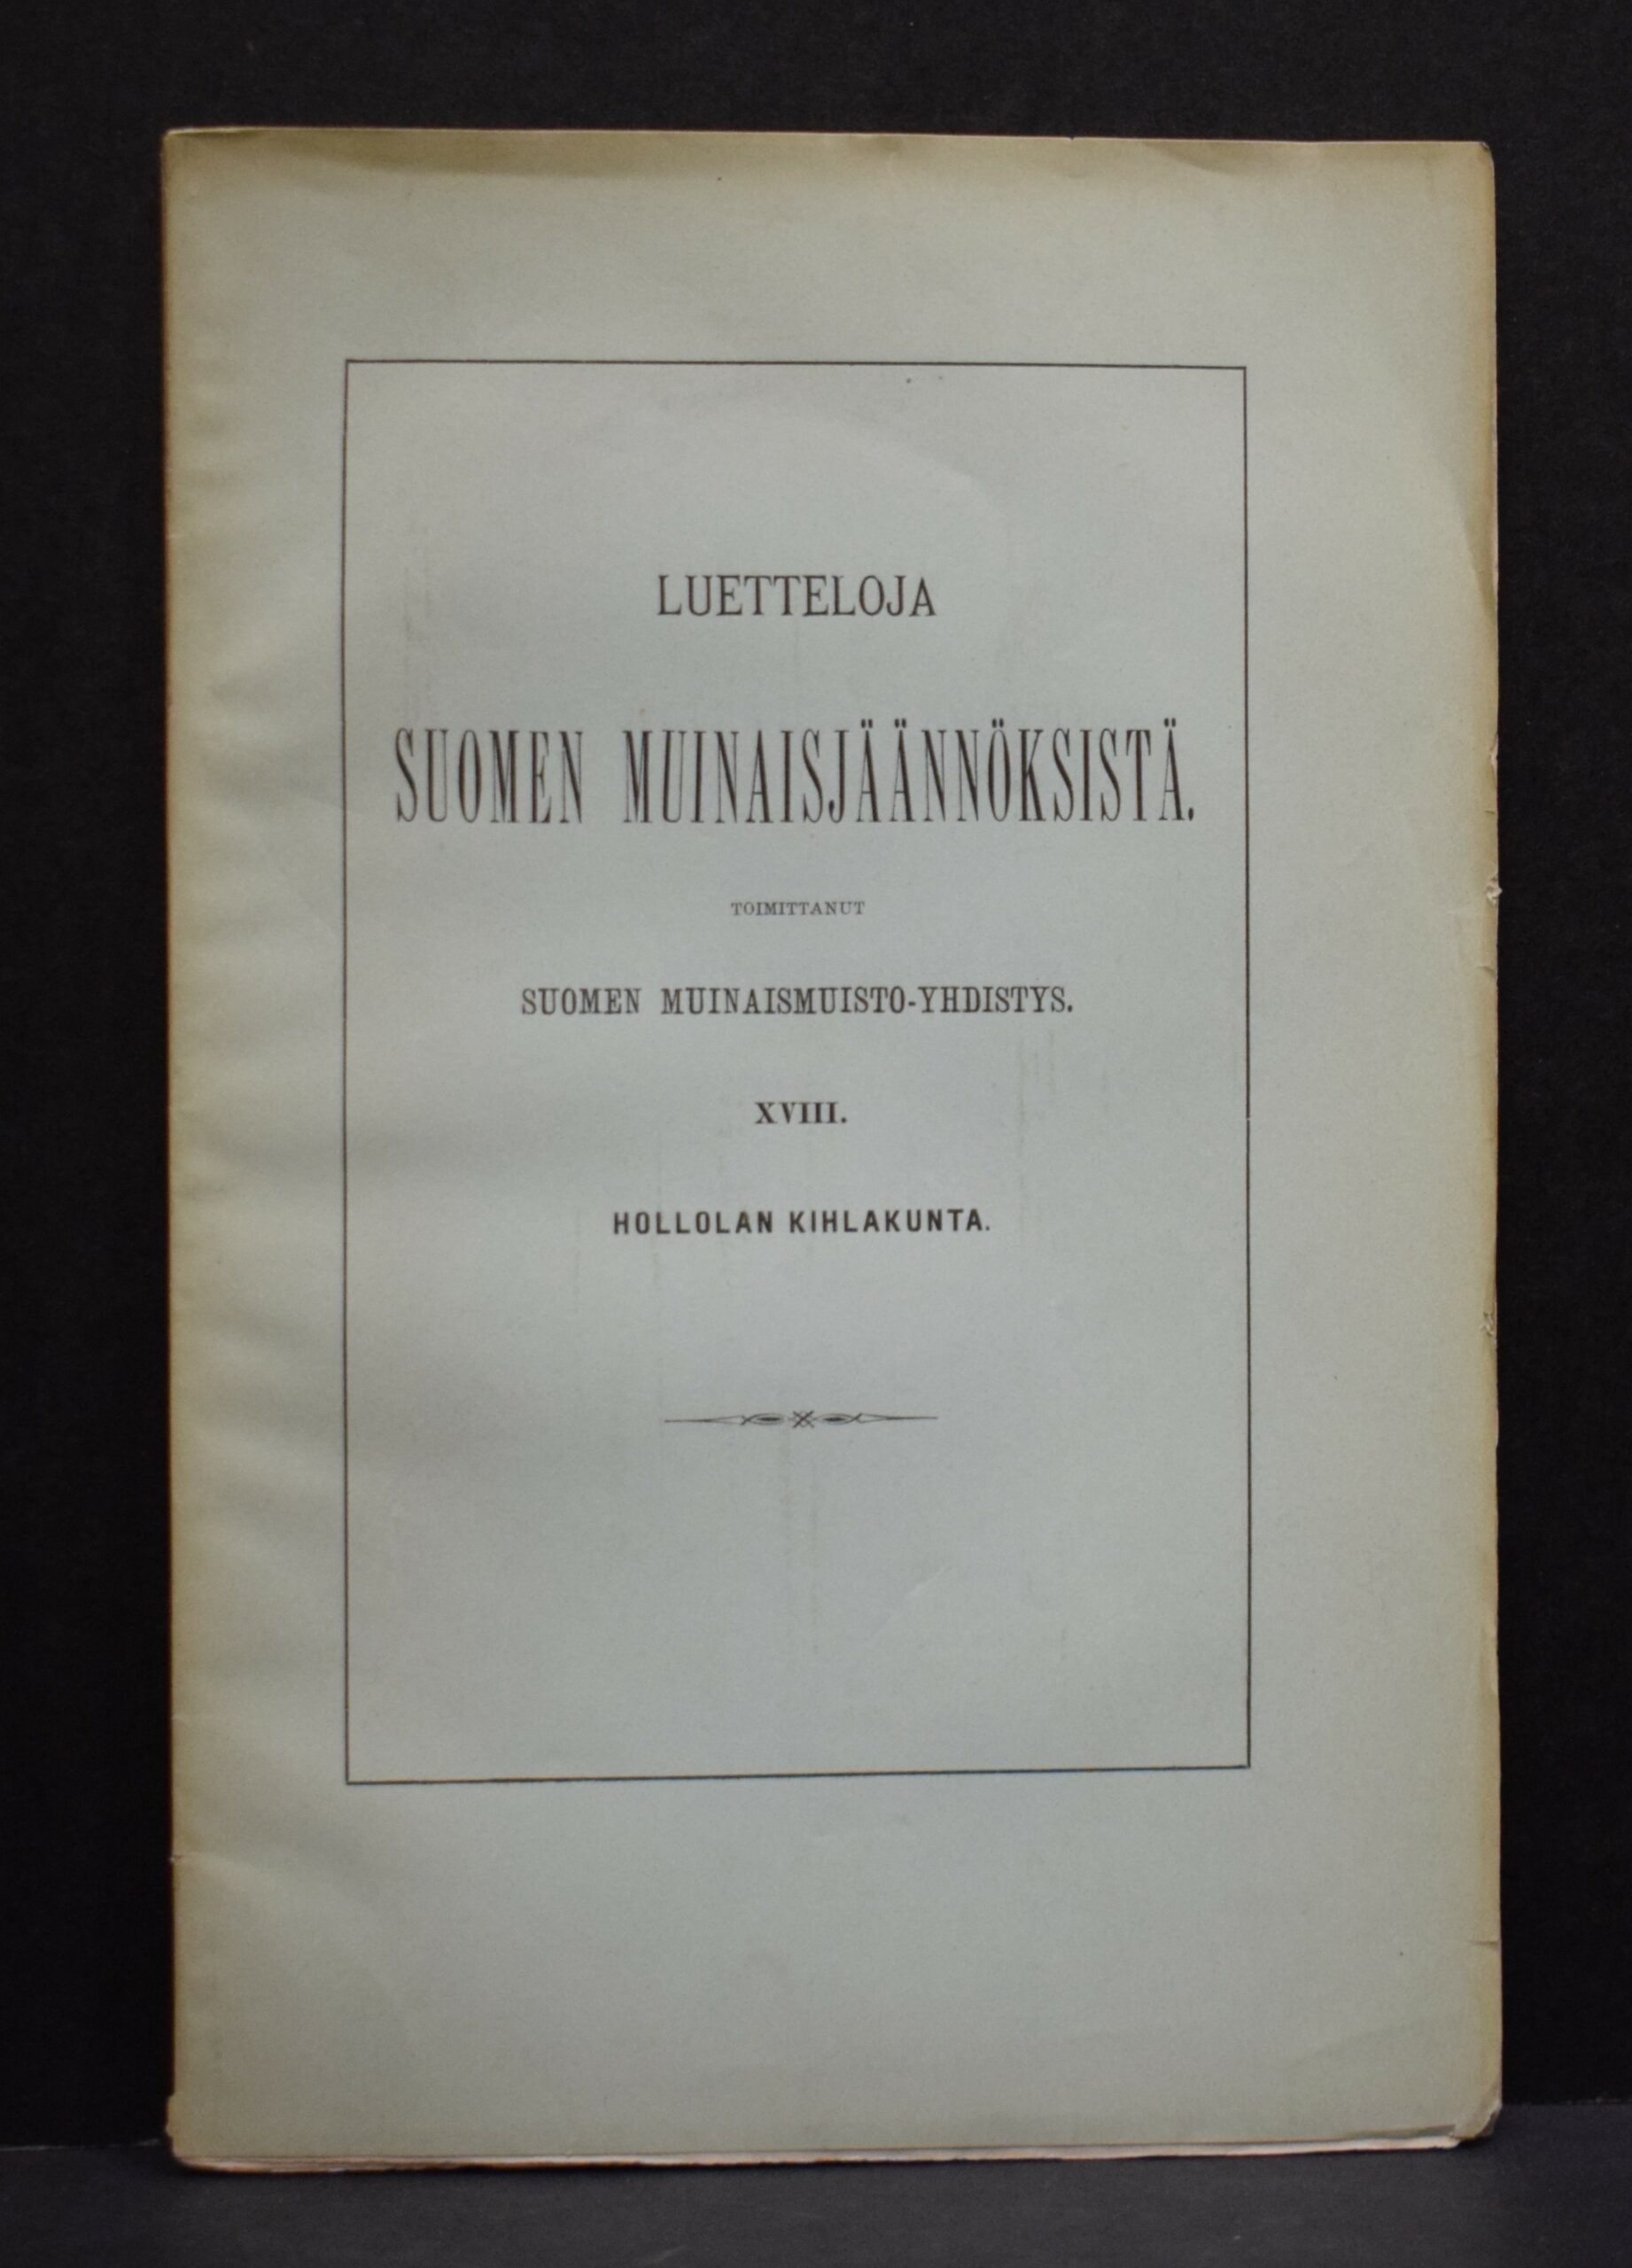 LUETTELOJA
SUOMEN MUINAISJÄÄNNÖKSISTÄ.
TOIMITTANUT
SUOMEN MUINAISMUISTO-YHDISTYS.
XVIII.
HOLLOLAN KIHLAKUNTA.